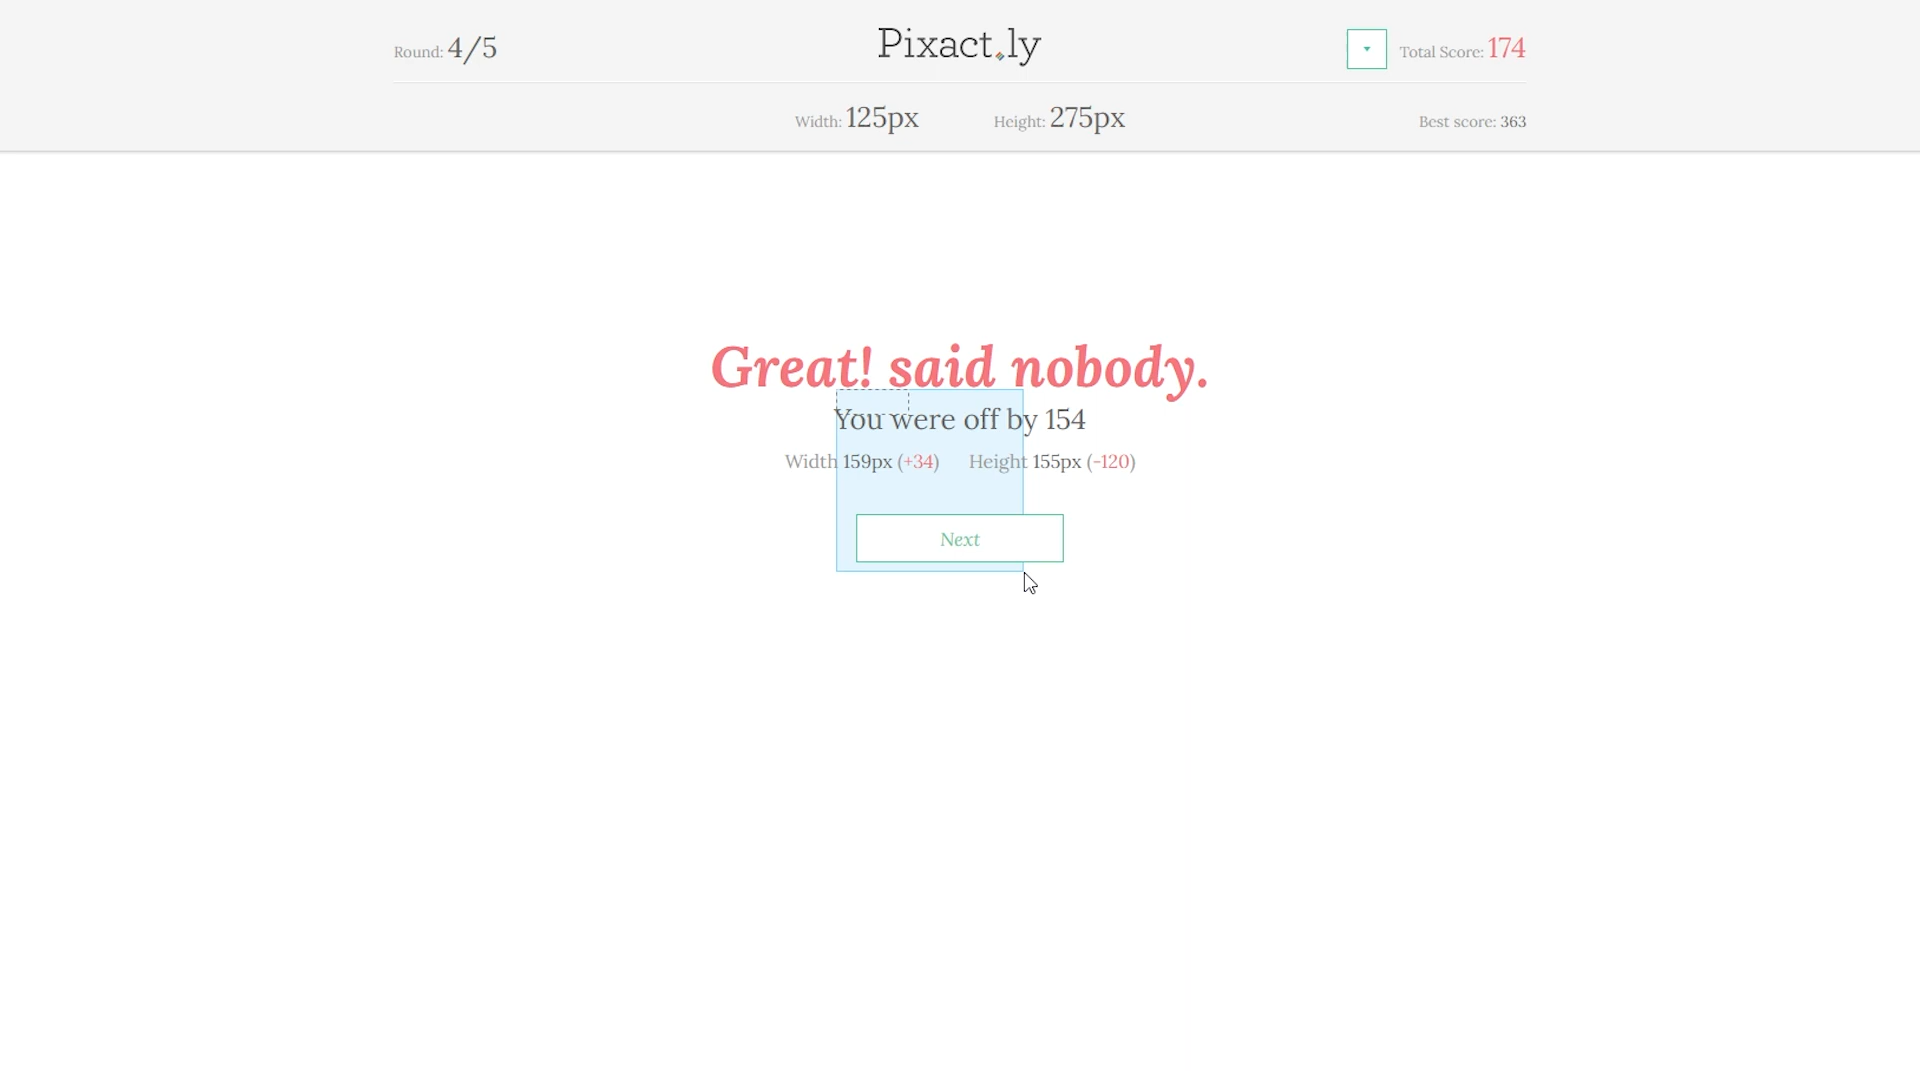 Round: 4/5
Pixact.ly
Total Score: 174
Width: 125px
Height: 275px
Best score: 363
Great! said nobody.
You were off by 154
Width 159px (+34)
Height 155px (-120)
Next